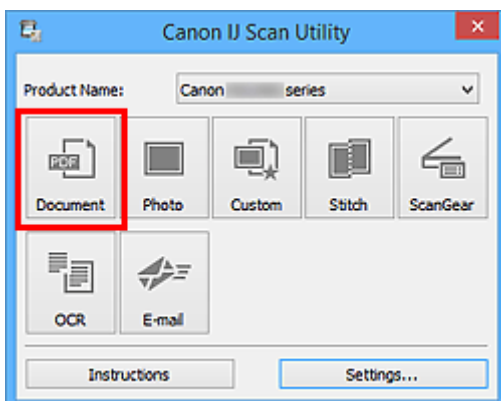 Canon IJ Scan Utility
Product Name: Canon series
PDF
Document Photo Custom Stitch ScanGear
OCR E-mail
Instructions Settings...